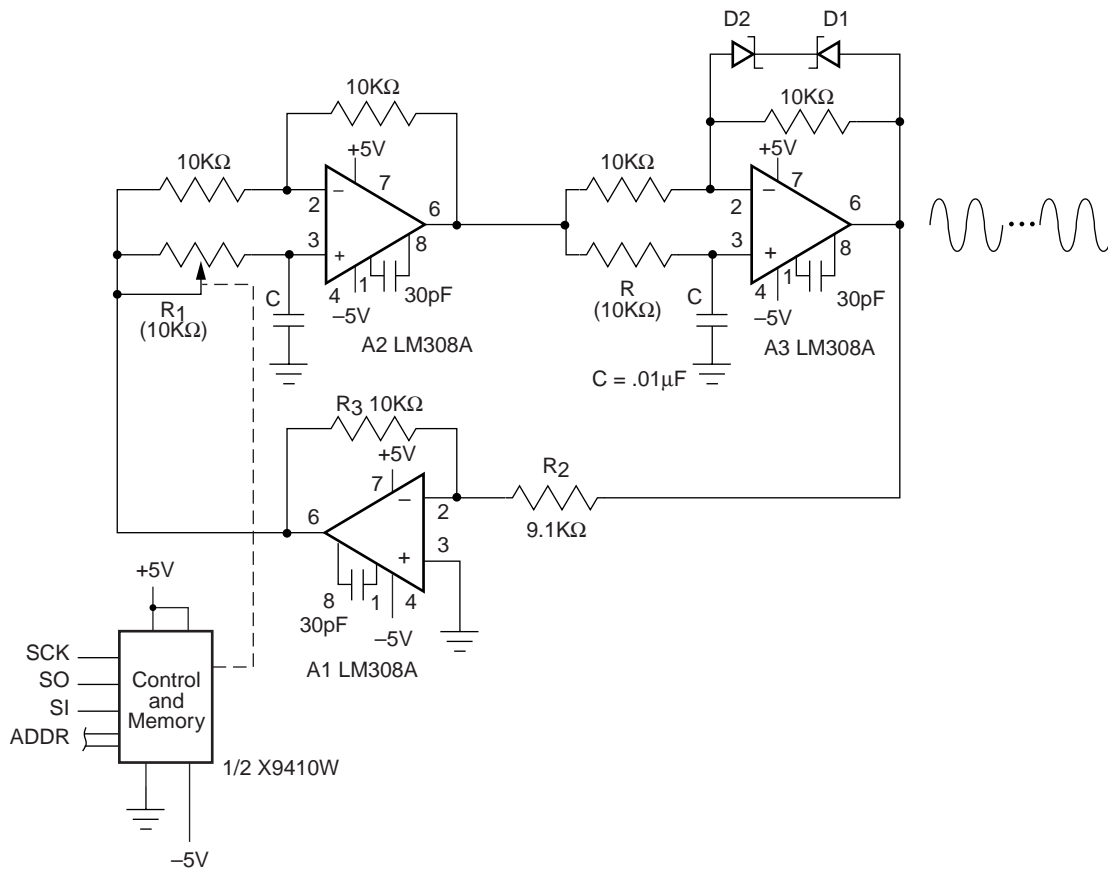 D2 D1
10KΩ
10KΩ
+5V
7
10KΩ
–
2
6
3
+
8
1
4
–5V
30pF
C
R1
(10KΩ)
A2 LM308A
10KΩ
+5V
7
–
2
6
3
+
8
1
4
–5V
30pF
R
(10KΩ)
C
A3 LM308A
C = .01μF
R3 10KΩ
+5V
7
–
2
6
3
+
8
1
4
30pF
–5V
A1 LM308A
R2
9.1KΩ
+5V
SCK
SO
SI
ADDR
Control
and
Memory
1/2 X9410W
–5V